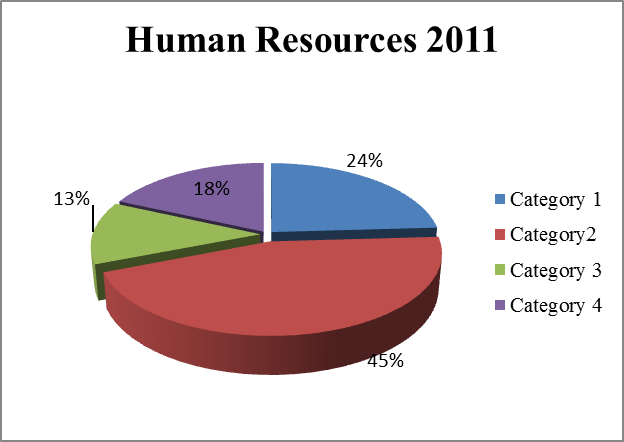 Human Resources 2011
24%
13%
18%
45%
Category 1
Category2
Category 3
Category 4